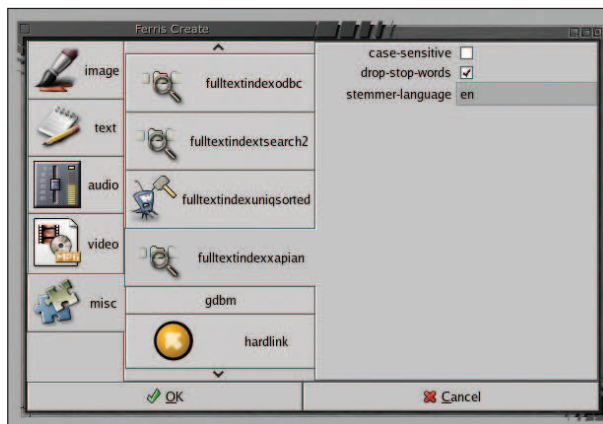 Ferris Create
image
text
audio
video
MPG
misc
fulltextindexodbc
fulltextindextsearch2
fulltextindexuniqsorted
fulltextindexxapian
gdbm
hardlink
case-sensitive
drop-stop-words
stemmer-language en
OK
Cancel